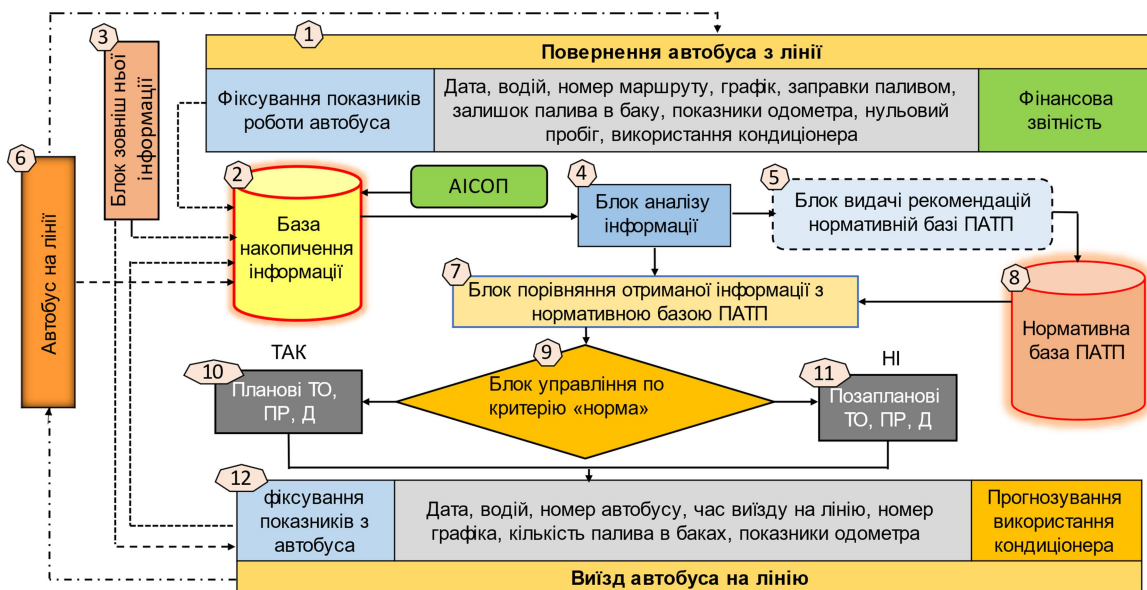 1
Повернення автобуса з лінії
Фіксування показників
роботи автобуса
Дата, водій, номер маршруту, графік, заправки паливом,
залишок палива в баку, показники одометра, нульовий
пробіг, використання кондиціонера
Фінансова
звітність
3
Блок зовніш ньої
інформації
6
Автобус на лінії
2
База
накопичення
інформації
АІСОП
4
Блок аналізу
інформації
5
Блок видачі рекомендацій
нормативній базі ПАТП
7
Блок порівняння отриманої інформації з
нормативною базою ПАТП
8
Нормативна
база ПАТП
9
Блок управління по
критерію «норма»
ТАК
10
Планові ТО,
ПР, Д
НІ
11
Позапланові
ТО, ПР, Д
12
фіксування
показників з
автобуса
Дата, водій, номер автобусу, час виїзду на лінію, номер
графіка, кількість палива в баках, показники одометра
Прогнозування
використання
кондиціонера
Виїзд автобуса на лінію